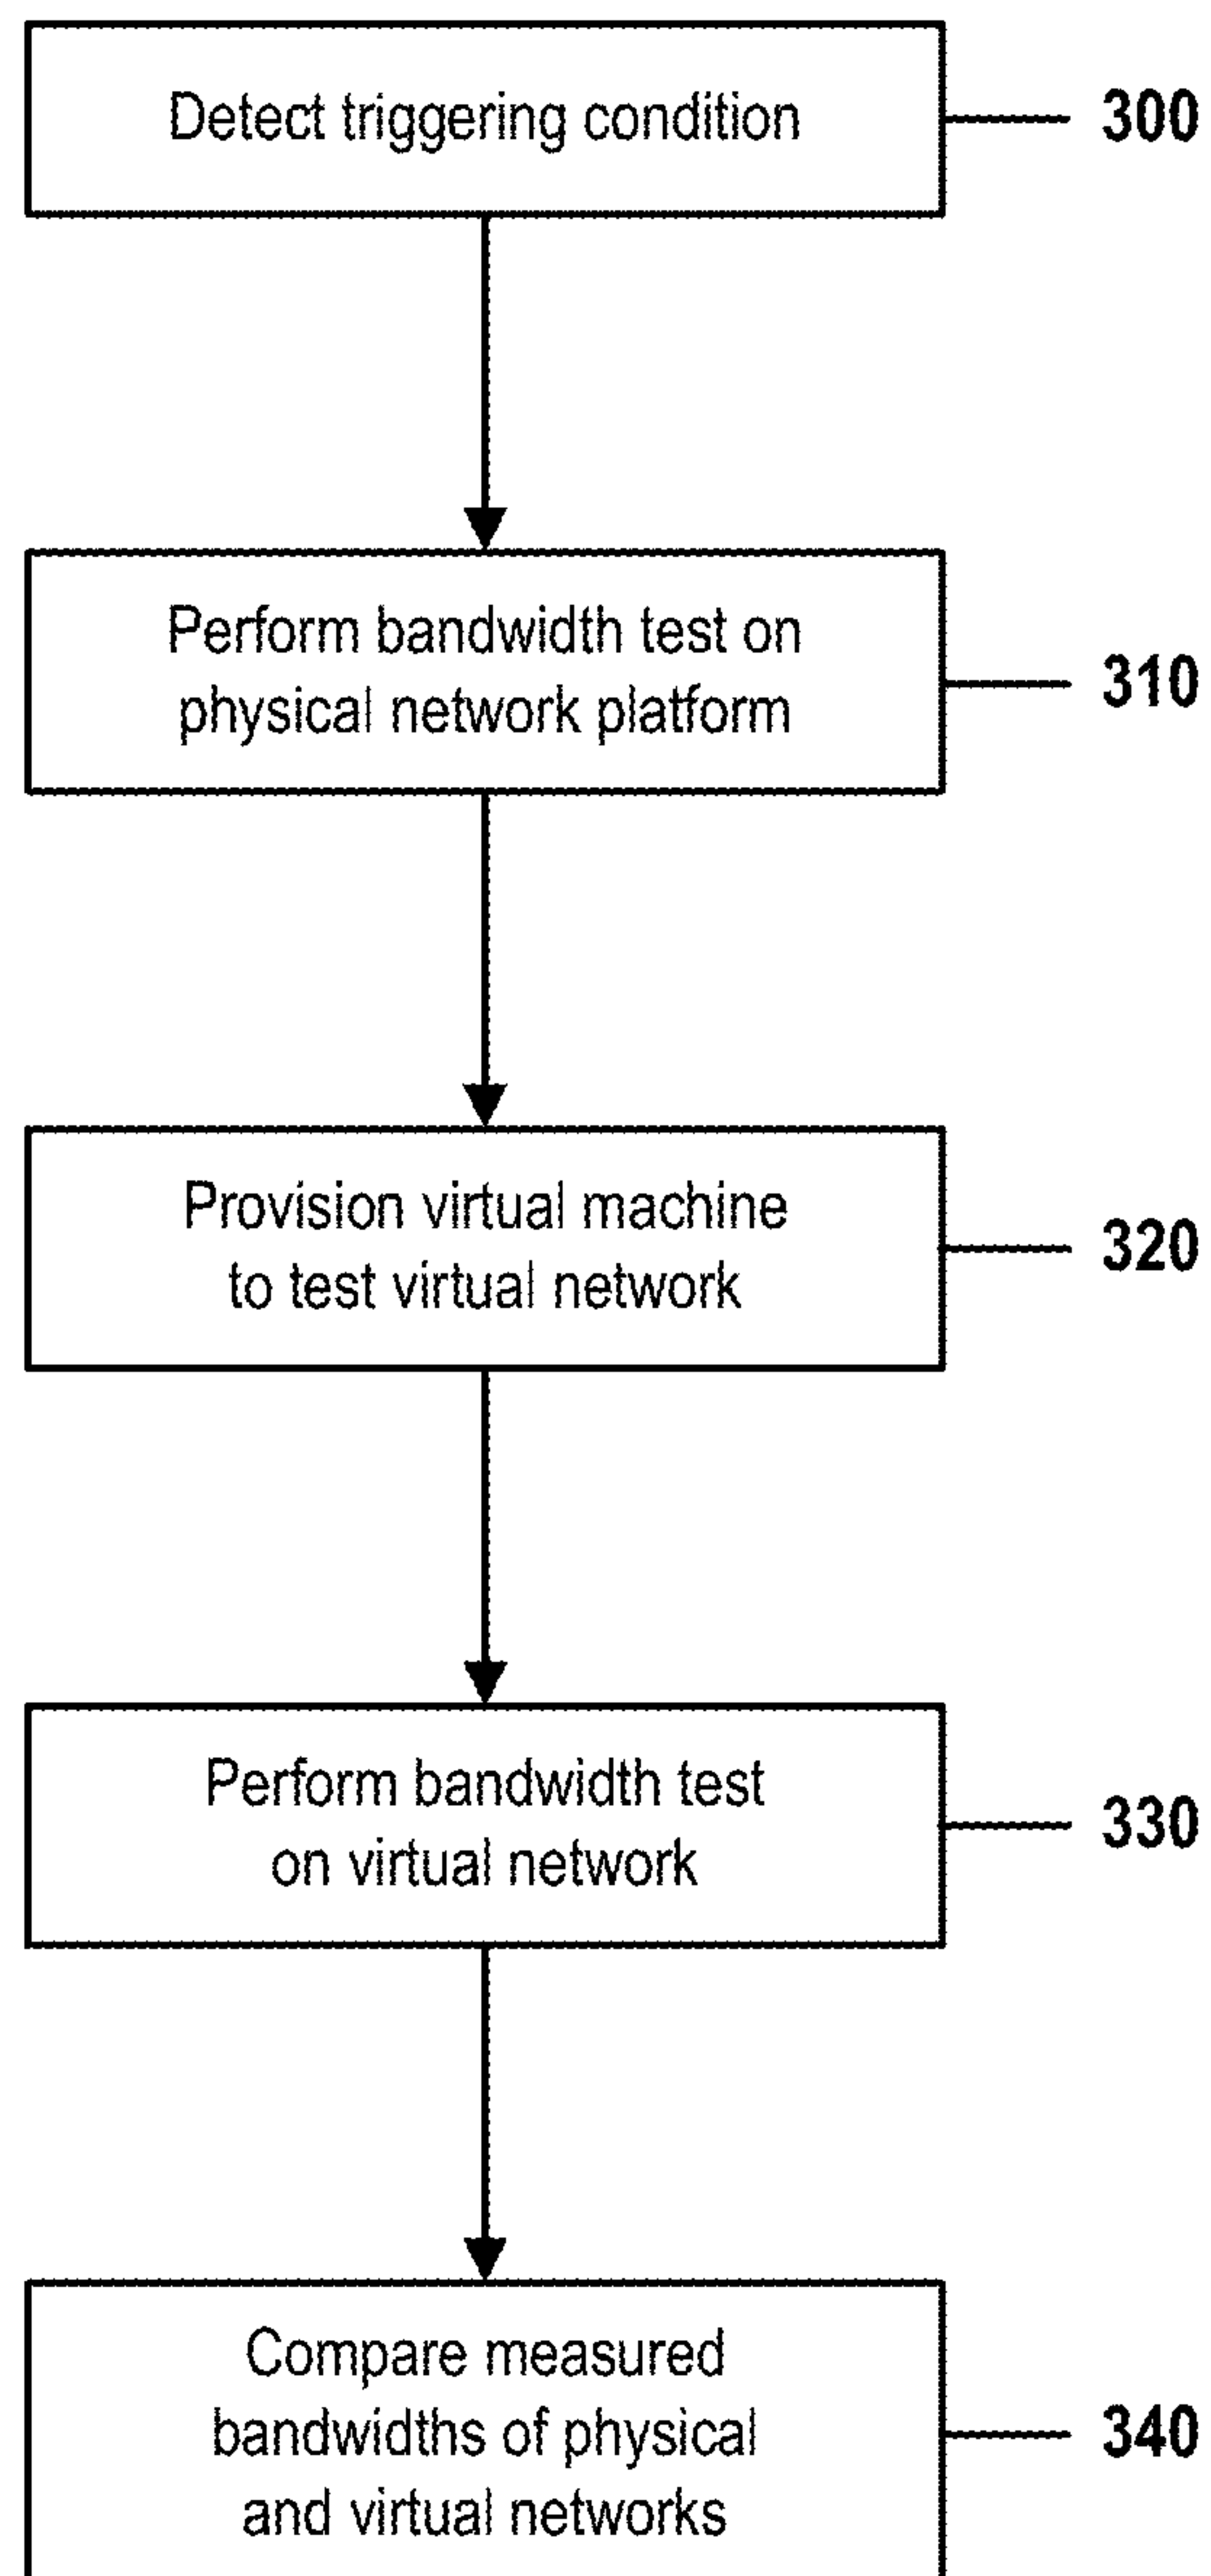 Detect triggering condition
300
Perform bandwidth test on
physical network platform
310
Provision virtual machine
to test virtual network
320
Perform bandwidth test
on virtual network
330
Compare measured
bandwidths of physical
and virtual networks
340